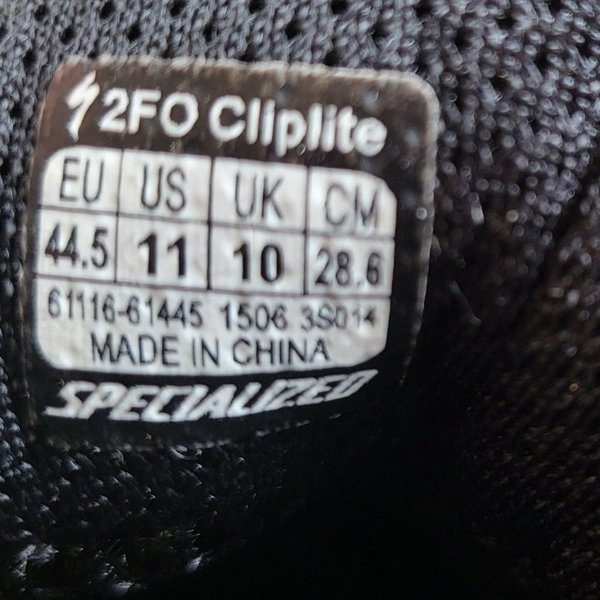 2FO Cliplite
EU US UK CM
44.5 11 10 28.6
61116-61445 1506 3S014
MADE IN CHINA
SPECIALIZED